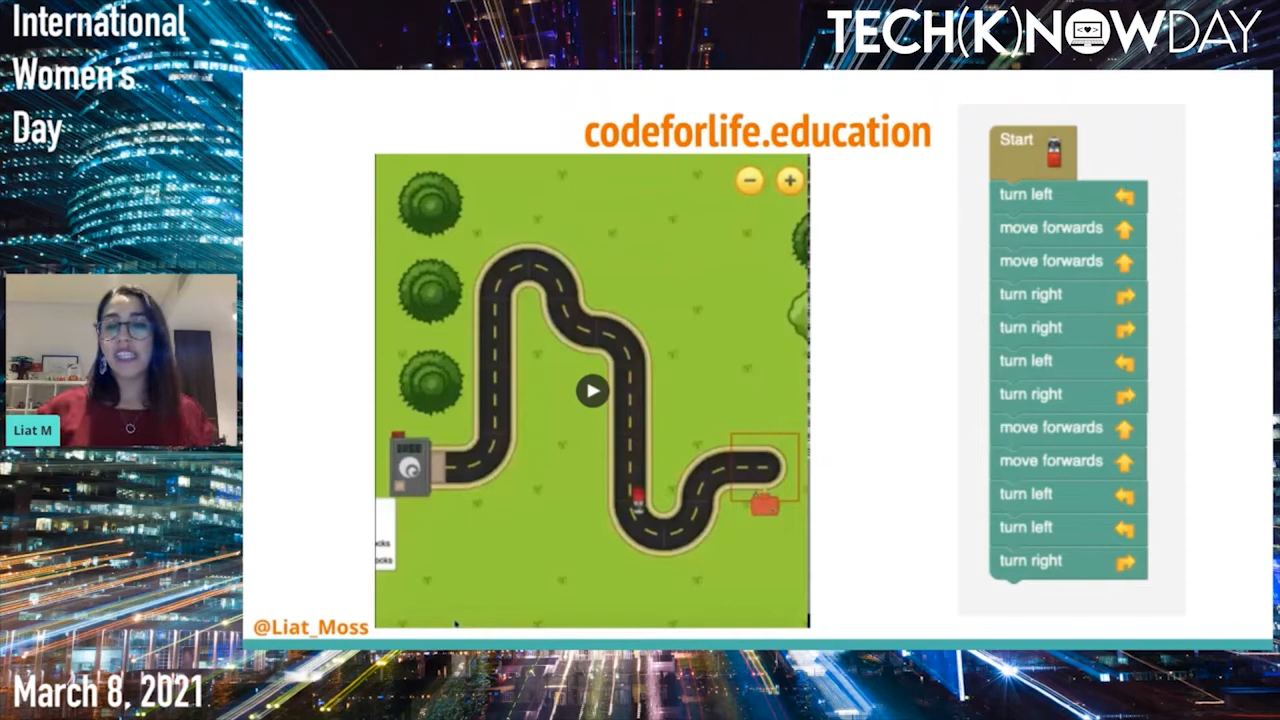 International
Women's
Day
TECH(K)NOWDAY
codeforlife.education
Start
turn left
move forwards
move forwards
turn right
turn right
turn left
turn right
move forwards
move forwards
turn left
turn left
turn right
Liat M
@Liat_Moss
March 8, 2021